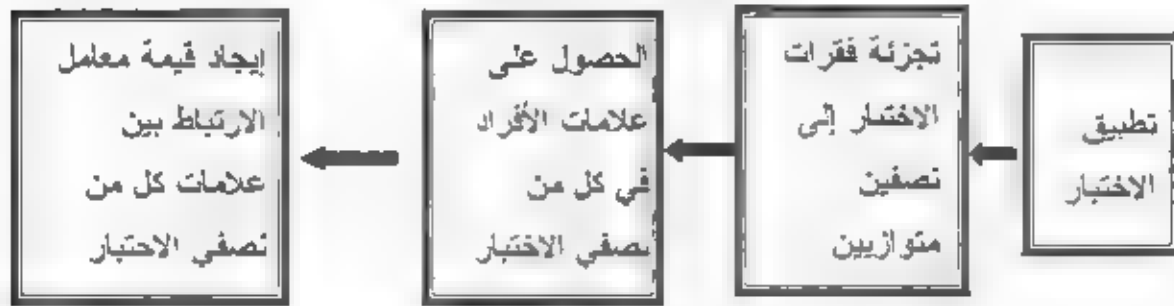 تطبيق
الاختبار
تجزئة فقرات
الاختبار إلى
نصفين
متوازيين
الحصول على
علامات الأفراد
في كل من
نصفي الاختبار
إيجاد قيمة معامل
الارتباط بين
علامات كل من
نصفي الاختبار